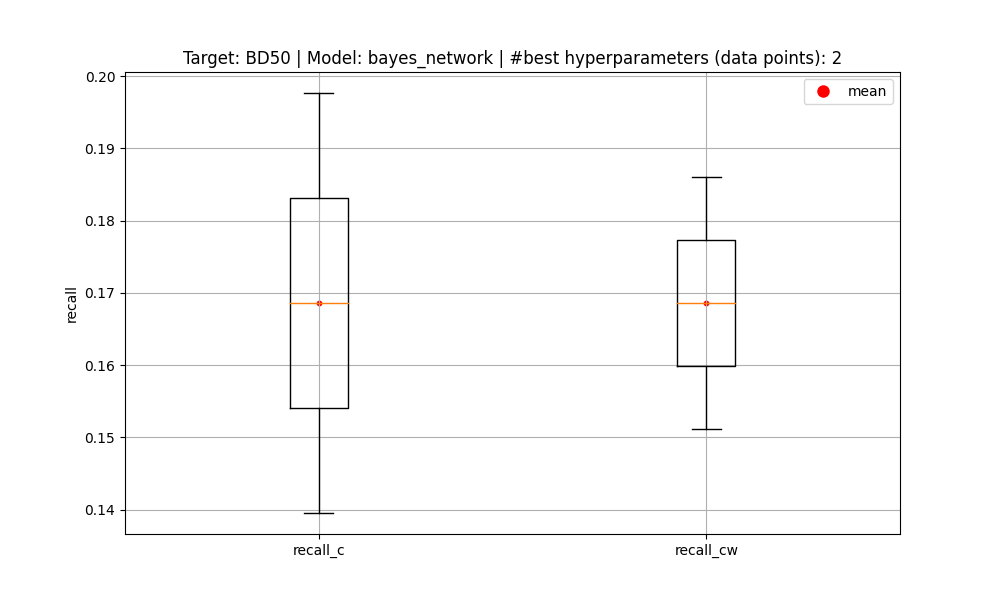 Target: BD50 | Model: bayes_network | #best hyperparameters (data points): 2
0.20
0.19
0.18
0.17
0.16
0.15
0.14
recall
mean
recall_c
recall_cw